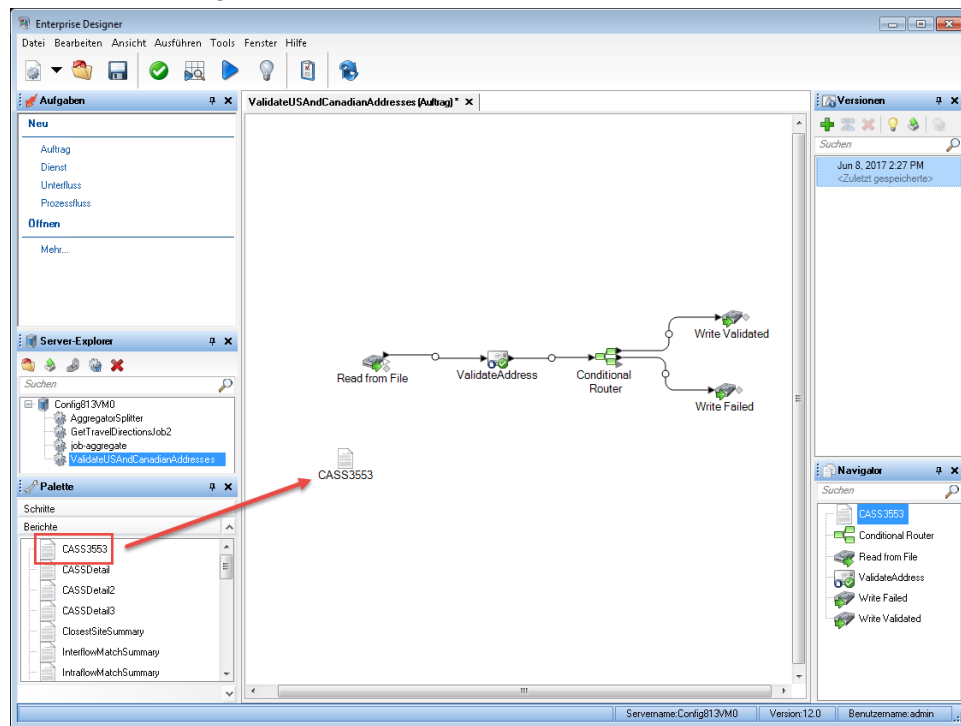 Enterprise Designer
Datei Bearbeiten Ansicht Ausführen Tools Fenster Hilfe
Aufgaben
Neu
Auftrag
Dienst
Unterfluss
Prozessfluss
Öffnen
Mehr...
Server-Explorer
Suchen
Config813VM0
AggregatorSplitter
GetTravelDirectionsJob2
job-aggregate
ValidateUSAndCanadianAddresses
Palette
Schritte
Berichte
CASS3553
CASSDetail
CASSDetail2
CASSDetail3
ClosestSiteSummary
InterflowMatchSummary
IntraflowMatchSummary
ValidateUSAndCanadianAddresses (Auftrag) *
Read from File
ValidateAddress
Conditional
Router
Write Validated
Write Failed
CASS3553
Versionen
Suchen
Jun 8, 2017 2:27 PM
<Zuletzt gespeicherte>
Navigator
Suchen
CASS3553
Conditional Router
Read from File
ValidateAddress
Write Failed
Write Validated
Servername:Config813VM0 Version:12.0 Benutzername:admin